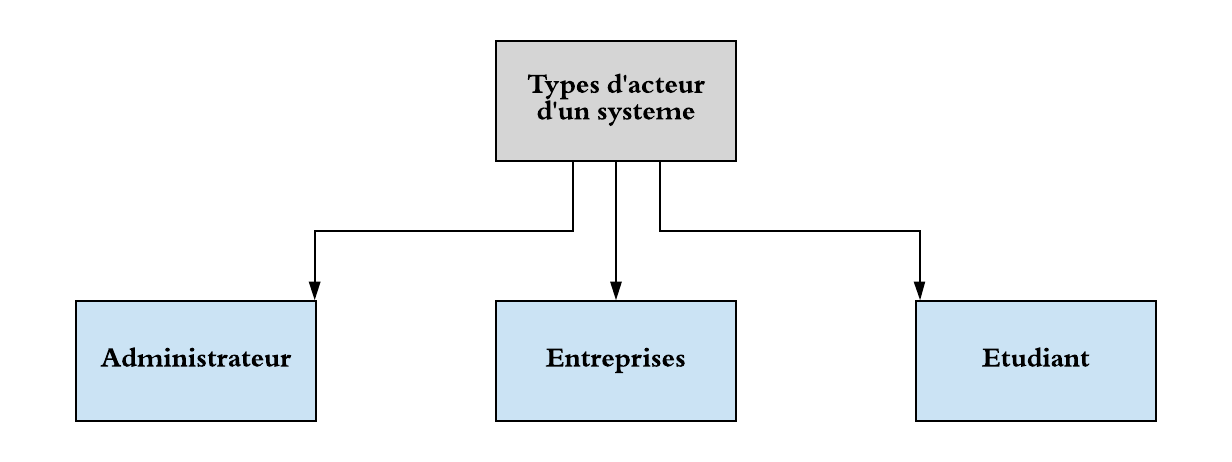 Types d'acteur
d'un systeme
Administrateur
Entreprises
Etudiant